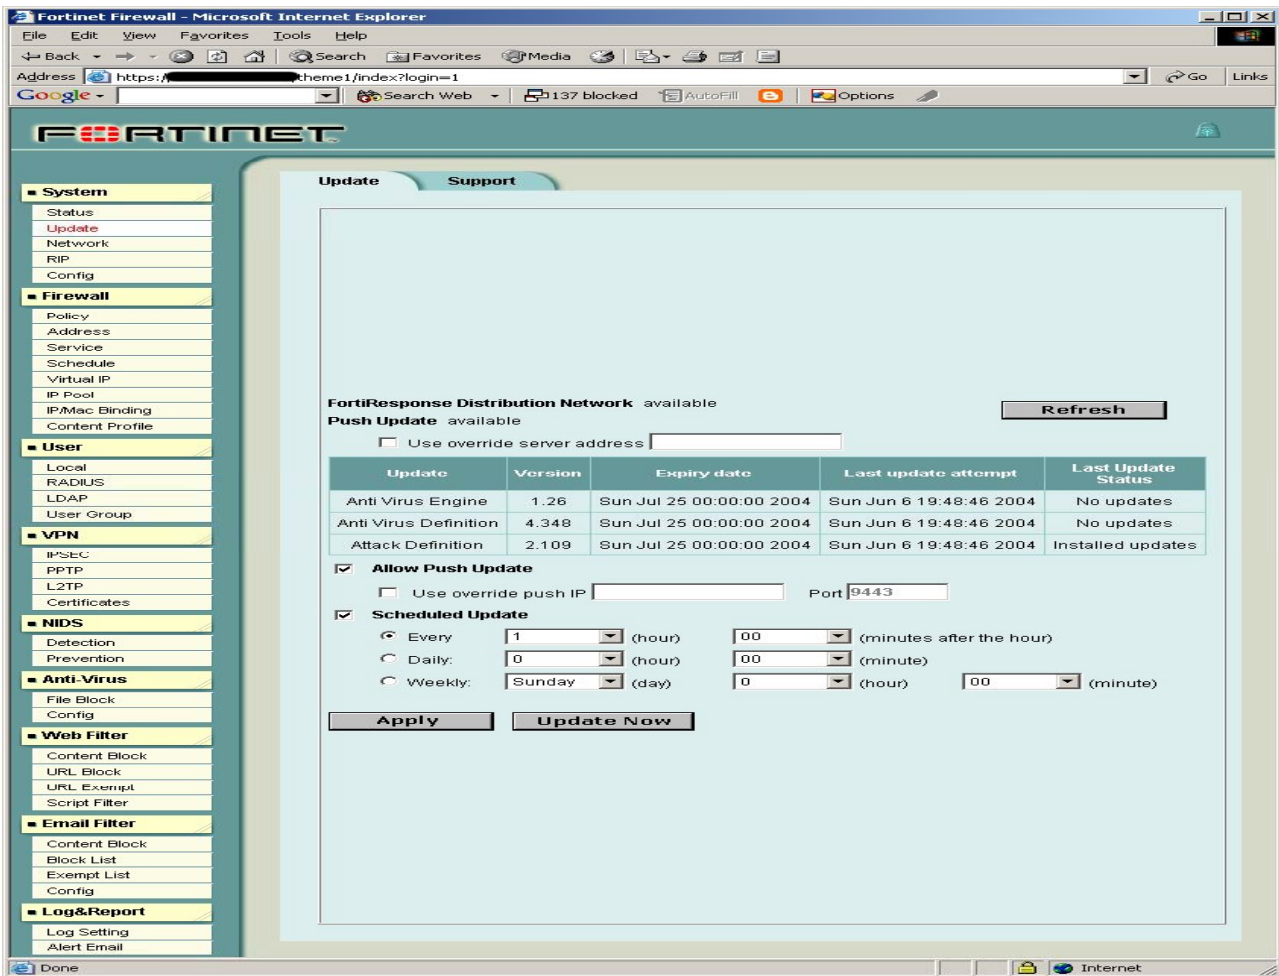 Fortinet Firewall - Microsoft Internet Explorer
File Edit View Favorites Tools Help
Back Search Favorites Media
Address https:/ theme1/index?login=1 Go Links
Google Search Web 137 blocked AutoFill Options
FORTINET
Update Support
System
Status
Update
Network
RIP
Config
Firewall
Policy
Address
Service
Schedule
Virtual IP
IP Pool
IP/Mac Binding
Content Profile
User
Local
RADIUS
LDAP
User Group
VPN
IPSEC
PPTP
L2TP
Certificates
NIDS
Detection
Prevention
Anti-Virus
File Block
Config
Web Filter
Content Block
URL Block
URL Exempt
Script Filter
Email Filter
Content Block
Block List
Exempt List
Config
Log&Report
Log Setting
Alert Email
FortiResponse Distribution Network available
Refresh
Push Update available
Use override server address
Update Version Expiry date Last update attempt Last Update Status
Anti Virus Engine 1.26 Sun Jul 25 00:00:00 2004 Sun Jun 6 19:48:46 2004 No updates
Anti Virus Definition 4.348 Sun Jul 25 00:00:00 2004 Sun Jun 6 19:48:46 2004 No updates
Attack Definition 2.109 Sun Jul 25 00:00:00 2004 Sun Jun 6 19:48:46 2004 Installed updates
Allow Push Update
Use override push IP Port 9443
Scheduled Update
Every 1 (hour) 00 (minutes after the hour)
Daily: 0 (hour) 00 (minute)
Weekly: Sunday (day) 0 (hour) 00 (minute)
Apply Update Now
Done Internet